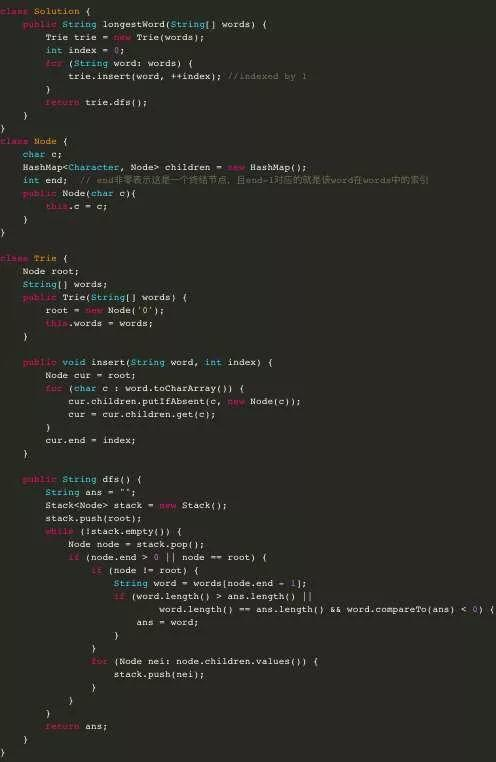 class Solution {
    public String longestWord(String[] words) {
        Trie trie = new Trie(words);
        int index = 0;
        for (String word: words) {
            trie.insert(word, ++index); //indexed by 1
        }
        return trie.dfs();
    }
}
class Node {
    char c;
    HashMap<Character, Node> children = new HashMap();
    int end;  // end非零表示这是一个终结节点，且end-1对应的就是该word在words中的索引
    public Node(char c){
        this.c = c;
    }
}
class Trie {
    Node root;
    String[] words;
    public Trie(String[] words) {
        root = new Node('0');
        this.words = words;
    }
    public void insert(String word, int index) {
        Node cur = root;
        for (char c : word.toCharArray()) {
            cur.children.putIfAbsent(c, new Node(c));
            cur = cur.children.get(c);
        }
        cur.end = index;
    }
    public String dfs() {
        String ans = "";
        Stack<Node> stack = new Stack();
        stack.push(root);
        while (!stack.empty()) {
            Node node = stack.pop();
            if (node.end > 0 || node == root) {
                if (node != root) {
                    String word = words[node.end - 1];
                    if (word.length() > ans.length() ||
                            word.length() == ans.length() && word.compareTo(ans) < 0) {
                        ans = word;
                    }
                }
                for (Node nei: node.children.values()) {
                    stack.push(nei);
                }
            }
        }
        return ans;
    }
}